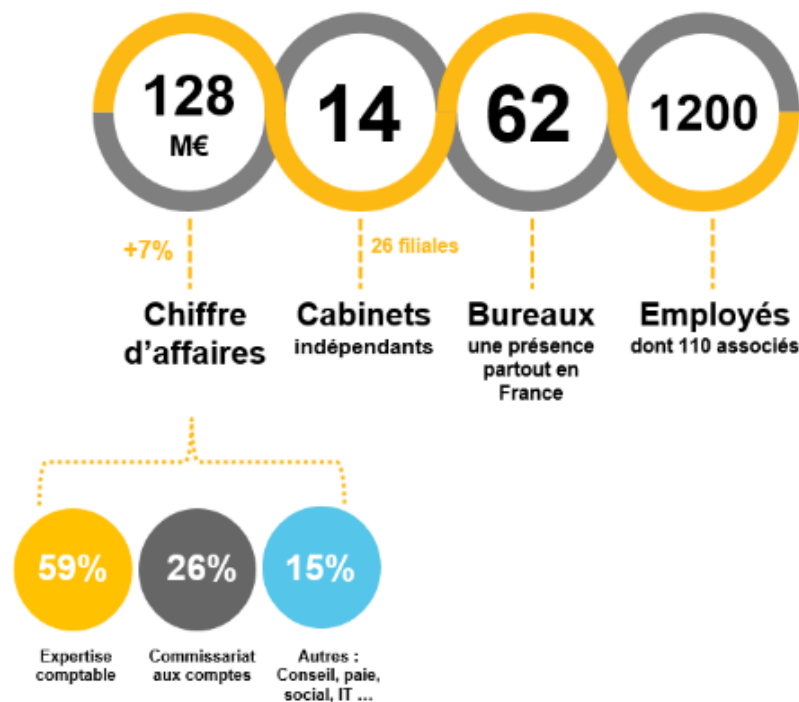 128
M€
14
62
1200
+7%
26 filiales
Chiffre
d'affaires
Cabinets
indépendants
Bureaux
une présence
partout en
France
Employés
dont 110 associés
59%
26%
15%
Expertise
comptable
Commissariat
aux comptes
Autres :
Conseil, paie,
social, IT ...